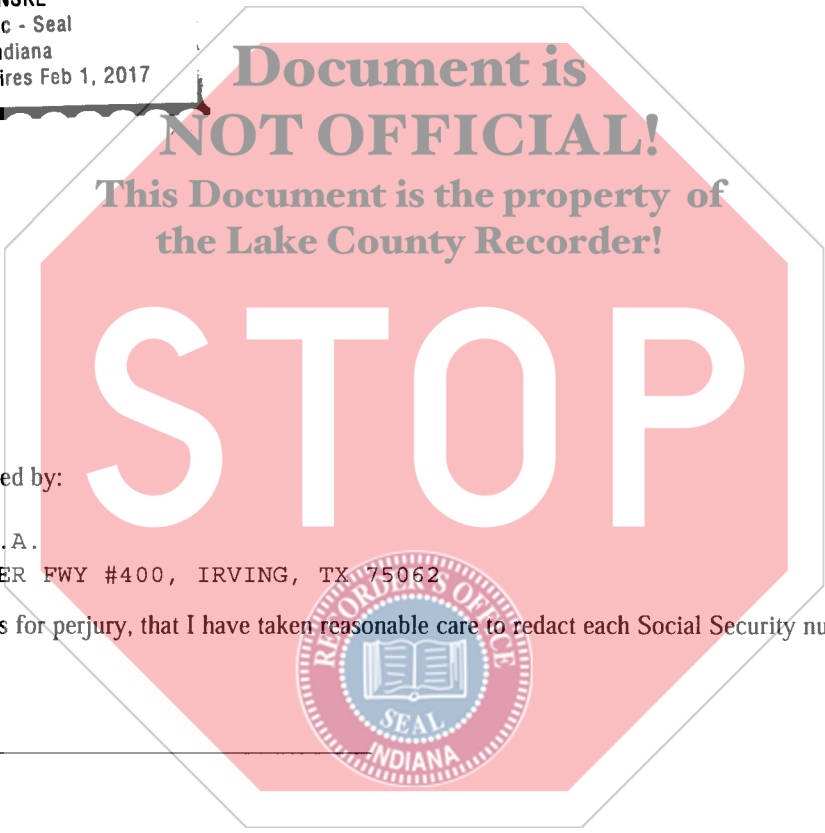 NSKE
c - Seal
ndiana
ires Feb 1, 2017
Document is
NOT OFFICIAL!
This Document is the property of
the Lake County Recorder!
STOP
ed by:
.A.
ER FWY #400, IRVING, TX 75062
s for perjury, that I have taken reasonable care to redact each Social Security nu
RECORDER'S OFFICE
SEAL
INDIANA